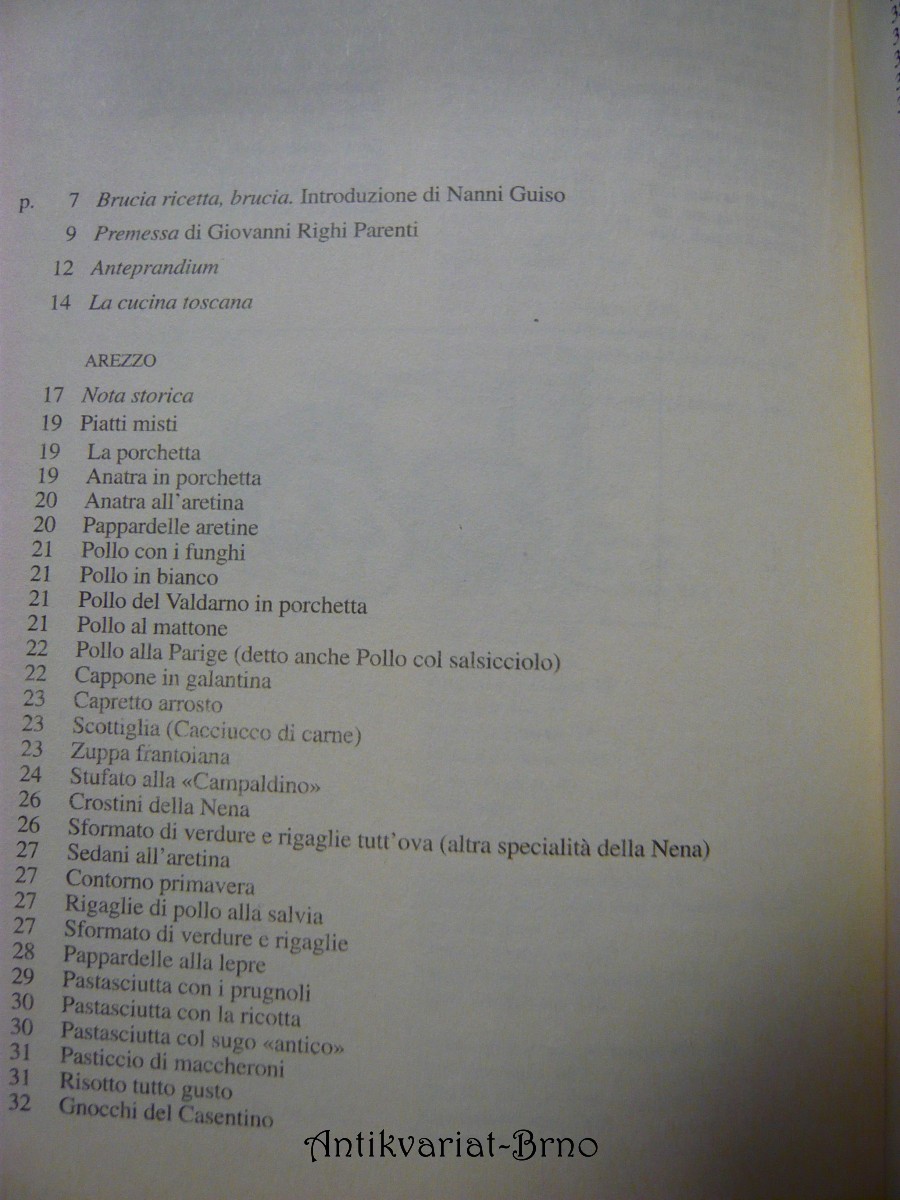 p. 7 Brucia ricetta, brucia. Introduzione di Nanni Guiso
9 Premessa di Giovanni Righi Parenti
12 Anteprandium
14 La cucina toscana
AREZZO
17 Nota storica
19 Piatti misti
19 La porchetta
19 Anatra in porchetta
20 Anatra all'aretina
20 Pappardelle aretine
21 Pollo con i funghi
21 Pollo in bianco
21 Pollo del Valdarno in porchetta
21 Pollo al mattone
22 Pollo alla Parige (detto anche Pollo col salsicciolo)
22 Cappone in galantina
23 Capretto arrosto
23 Scottiglia (Cacciucco di carne)
23 Zuppa frantoiana
24 Stufato alla «Campaldino»
26 Crostini della Nena
26 Sformato di verdure e rigaglie tutt'ova (altra specialità della Nena)
27 Sedani all'aretina
27 Contorno primavera
27 Rigaglie di pollo alla salvia
27 Sformato di verdure e rigaglie
28 Pappardelle alla lepre
29 Pastasciutta con i prugnoli
30 Pastasciutta con la ricotta
30 Pastasciutta col sugo «antico»
31 Pasticcio di maccheroni
31 Risotto tutto gusto
32 Gnocchi del Casentino
Antikvariat-Brno